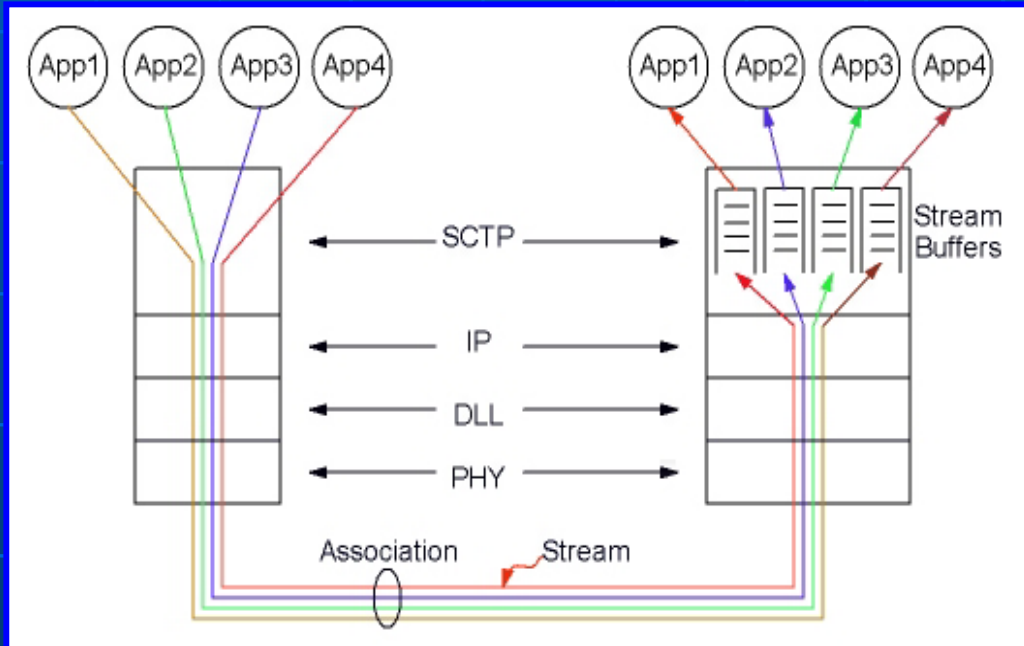 App1 App2 App3 App4 App1 App2 App3 App4
Stream
Buffers
SCTP
IP
DLL
PHY
Association Stream